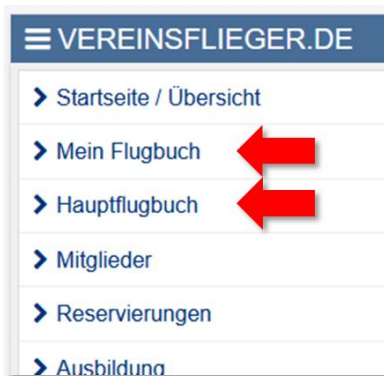 VEREINSFLIEGER.DE
Startseite / Übersicht
Mein Flugbuch
Hauptflugbuch
Mitglieder
Reservierungen
Ausbildung